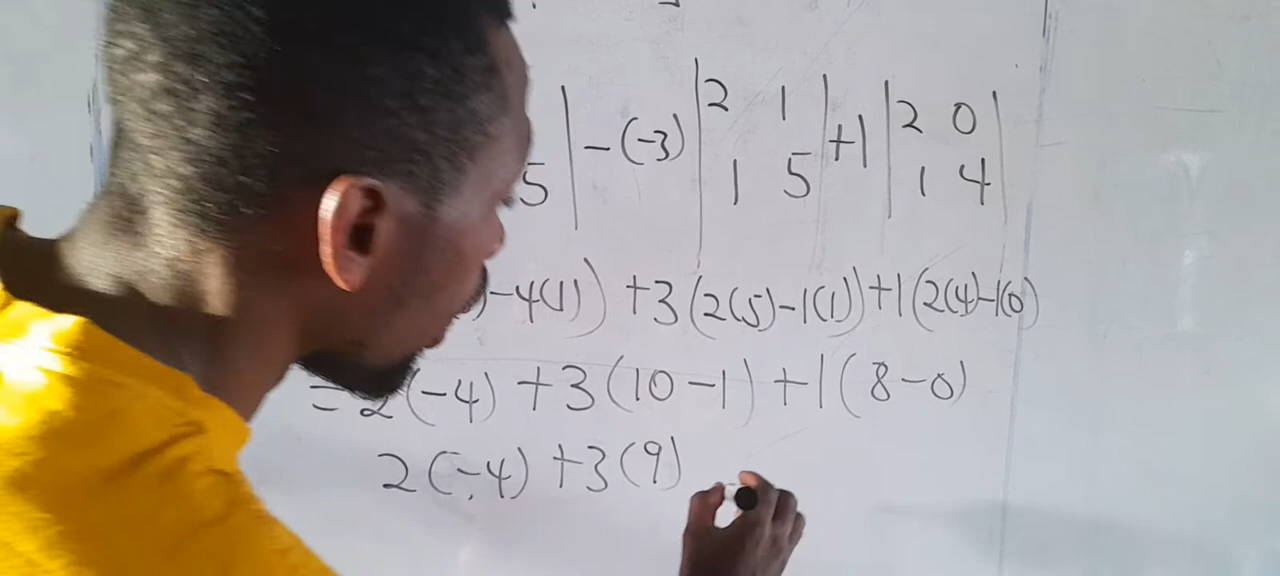 | - (-3) | 2 1 | +1 | 2 0 |
5 | | 1 5 | | 1 4 |
) -4(1) ) +3 (2(5) -1(1)) +1 (2(4) -1(0)
= 2 (-4) +3 (10 -1) +1 ( 8 -0)
2 (-4) +3 (9)